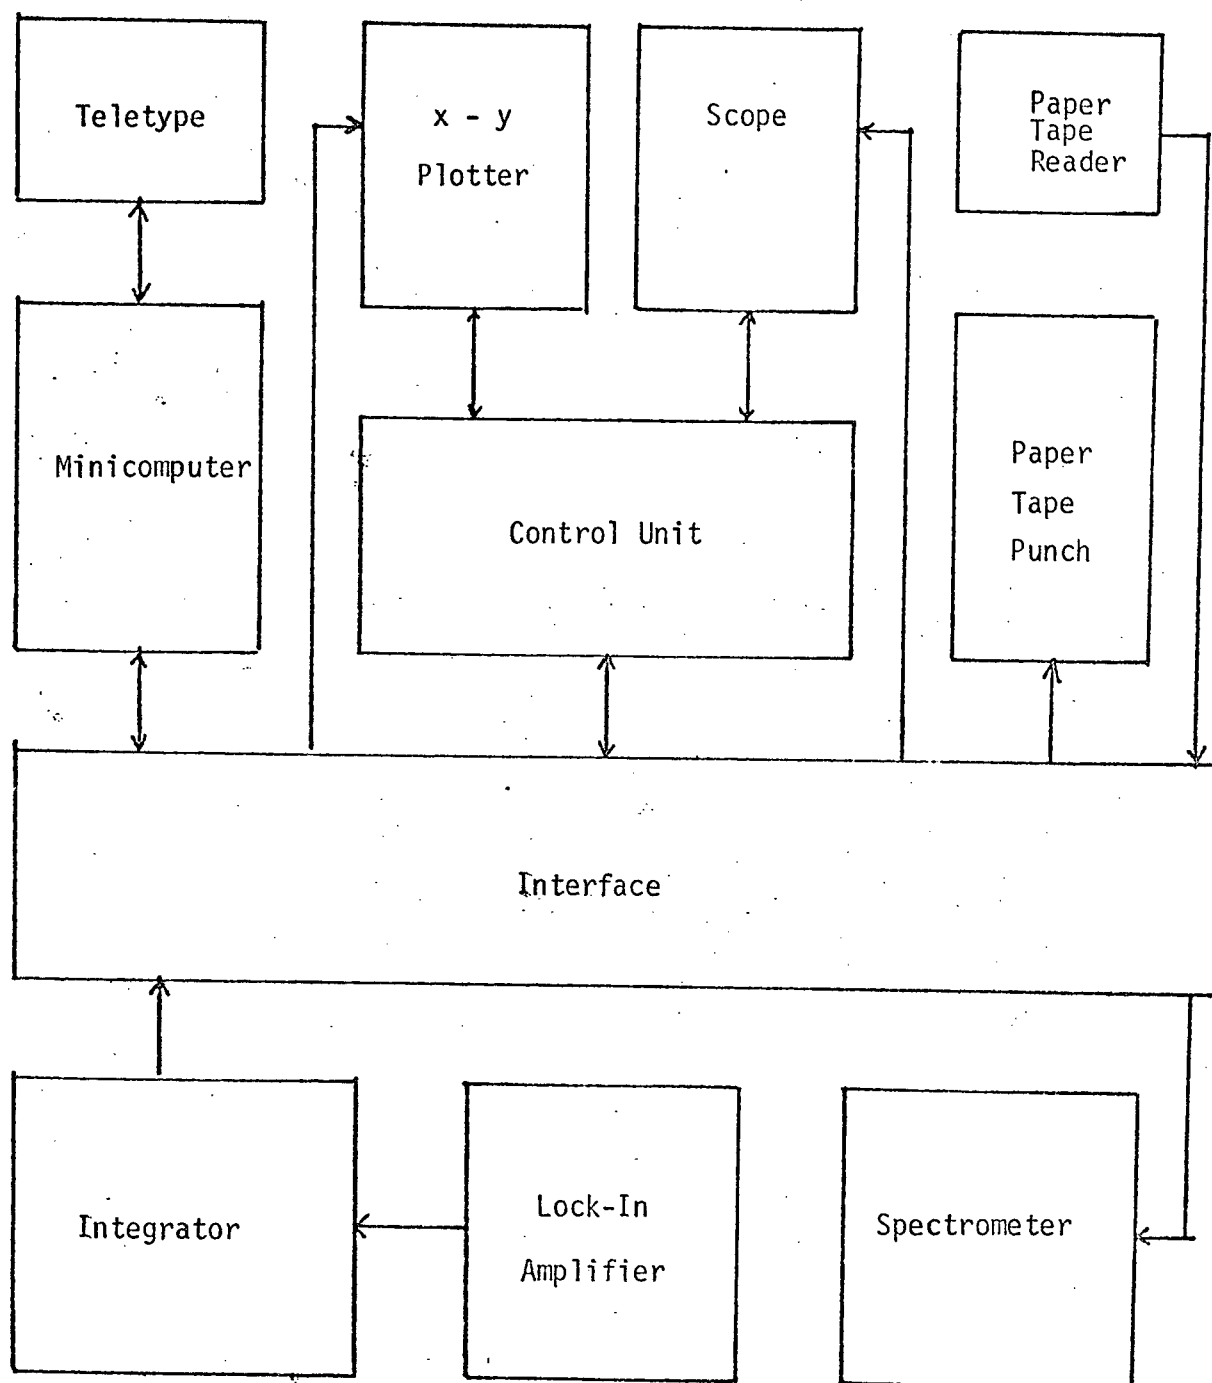 Teletype
x - y
Plotter
Scope
Paper
Tape
Reader
Minicomputer
Control Unit
Paper
Tape
Punch
Interface
Integrator
Lock-In
Amplifier
Spectrometer